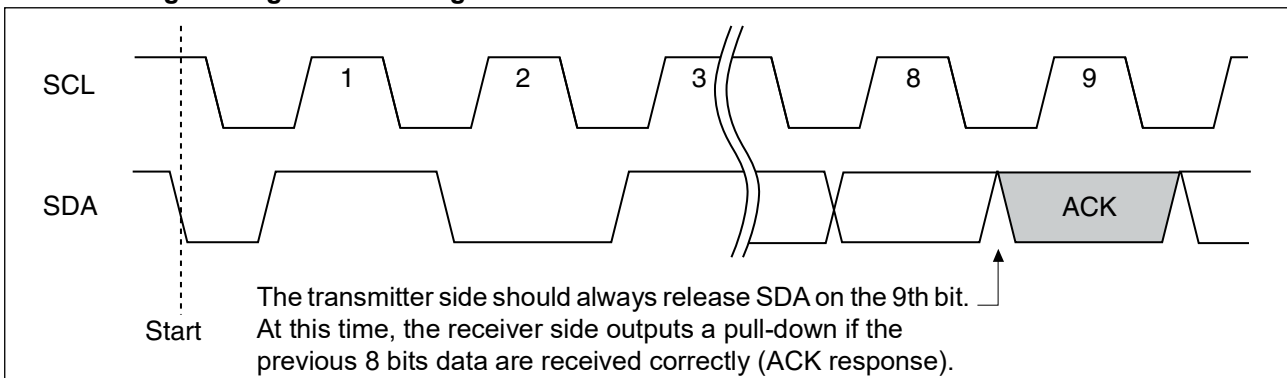 SCL
1
2
3
8
9
SDA
ACK
The transmitter side should always release SDA on the 9th bit.
Start
At this time, the receiver side outputs a pull-down if the
previous 8 bits data are received correctly (ACK response).